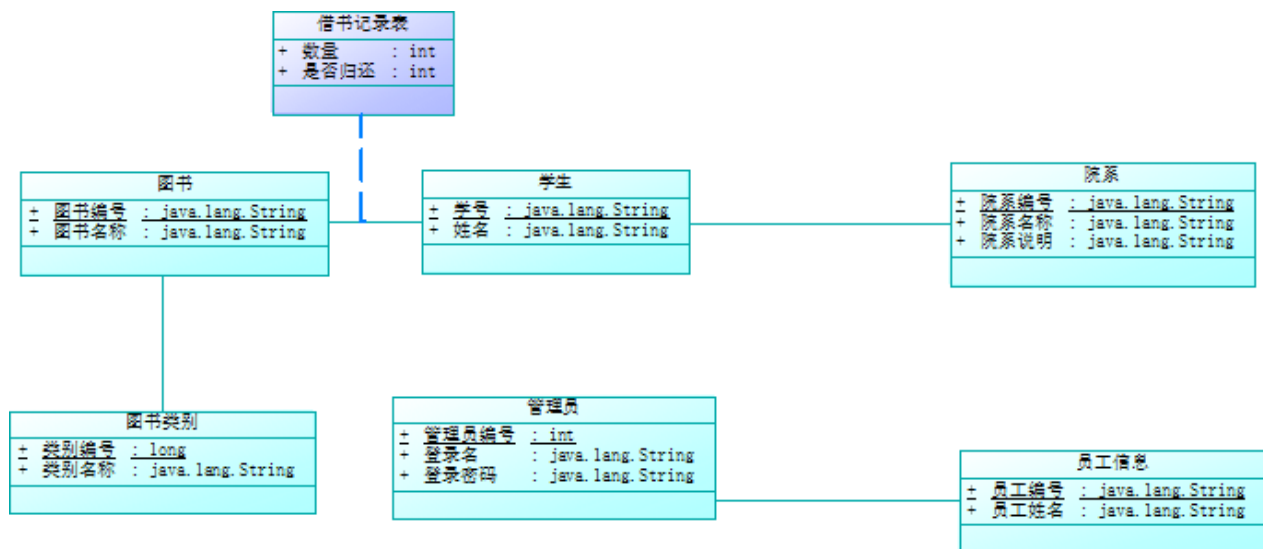 借书记录表
+ 数量 : int
+ 是否归还 : int
图书
+ 图书编号 : java.lang.String
+ 图书名称 : java.lang.String
学生
+ 学号 : java.lang.String
+ 姓名 : java.lang.String
院系
+ 院系编号 : java.lang.String
+ 院系名称 : java.lang.String
+ 院系说明 : java.lang.String
图书类别
+ 类别编号 : long
+ 类别名称 : java.lang.String
管理员
+ 管理员编号 : int
+ 登录名 : java.lang.String
+ 登录密码 : java.lang.String
员工信息
+ 员工编号 : java.lang.String
+ 员工姓名 : java.lang.String